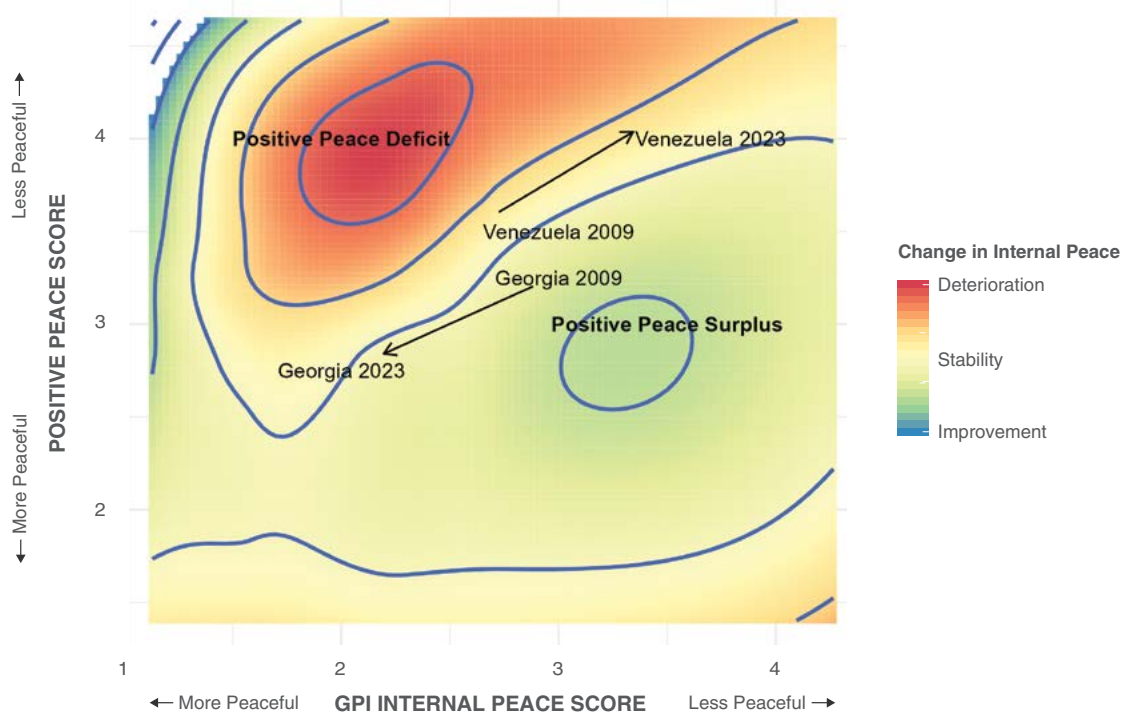 Less Peaceful →
POSITIVE PEACE SCORE
← More Peaceful
4
3
2
Positive Peace Deficit
Venezuela 2023
Venezuela 2009
Georgia 2009
Positive Peace Surplus
Georgia 2023
Change in Internal Peace
Deterioration
Stability
Improvement
1 2 3 4
← More Peaceful GPI INTERNAL PEACE SCORE Less Peaceful →